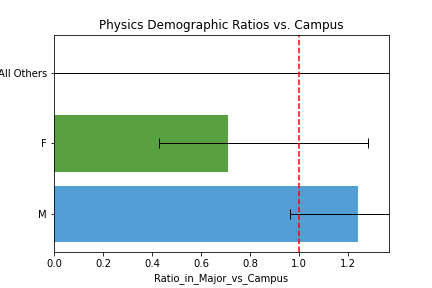 Physics Demographic Ratios vs. Campus
All Others
F
M
0.0 0.2 0.4 0.6 0.8 1.0 1.2
Ratio_in_Major_vs_Campus